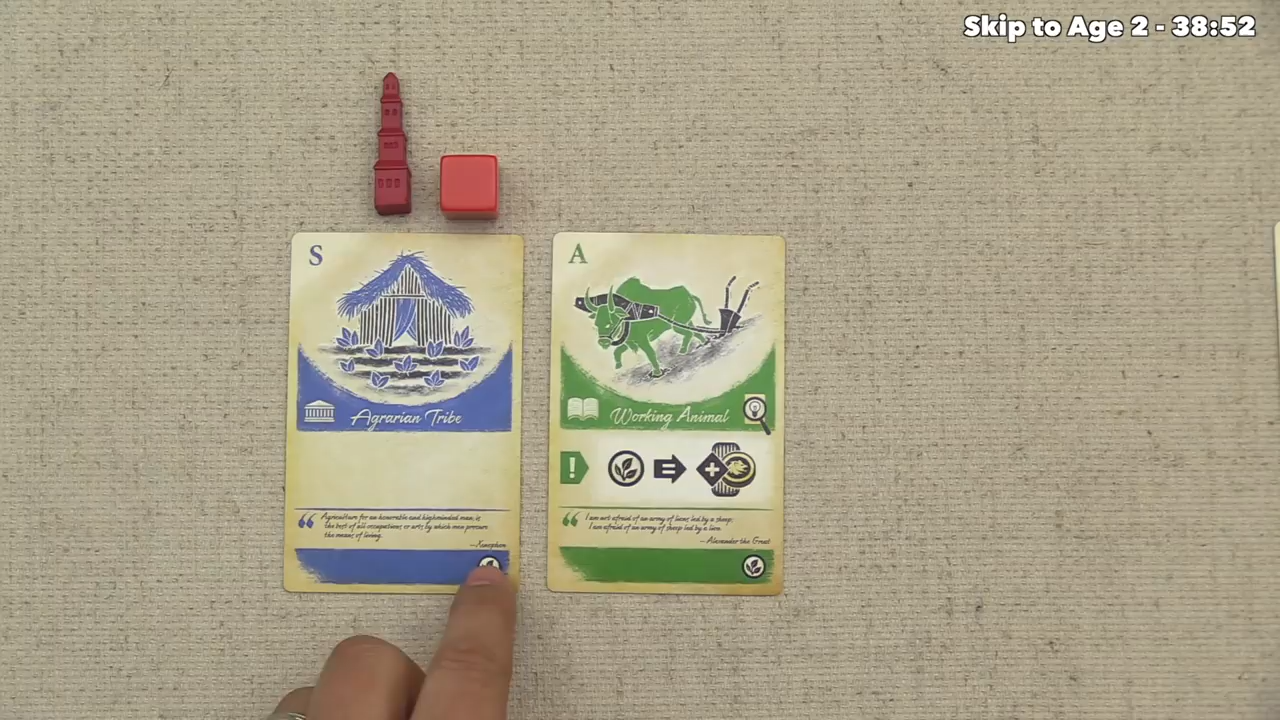 Skip to Age 2 - 38:52
S
Agrarian Tribe
Agriculture for an honorable and highminded man, is
the best of all occupations or arts by which men procure
the means of living.
—Xenophon
A
Working Animal
!
I am not afraid of an army of lions led by a sheep;
I am afraid of an army of sheep led by a lion.
—Alexander the Great